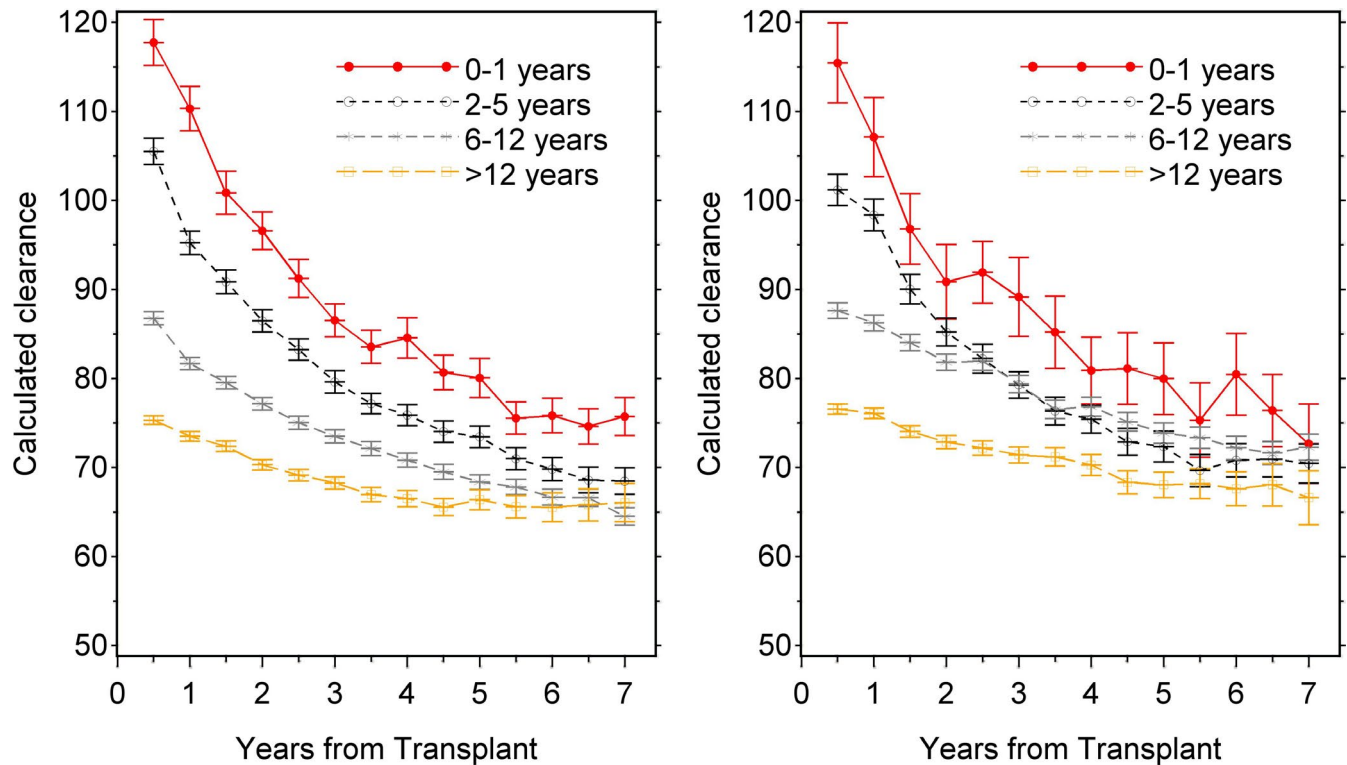 120
110
100
90
80
70
60
50
Calculated clearance
0-1 years
2-5 years
6-12 years
>12 years
0 1 2 3 4 5 6 7
Years from Transplant
120
110
100
90
80
70
60
50
Calculated clearance
0-1 years
2-5 years
6-12 years
>12 years
0 1 2 3 4 5 6 7
Years from Transplant